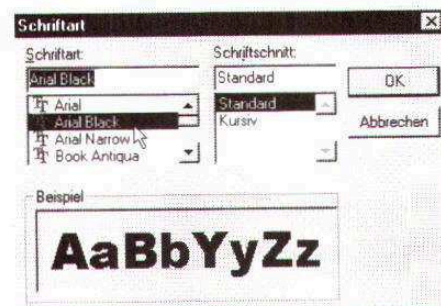 Schriftart
Schriftart:
Arial Black
Arial
Arial Black
Arial Narrow
Book Antiqua
Schriftschnitt:
Standard
Standard
Kursiv
OK
Abbrechen
Beispiel
AaBbYyZz